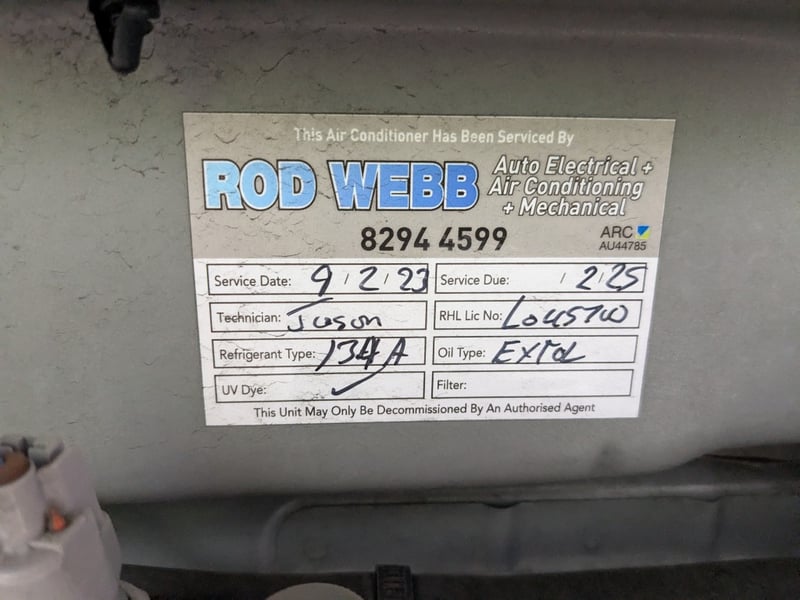 This Air Conditioner Has Been Serviced By
ROD WEBB
Auto Electrical +
Air Conditioning
+ Mechanical
8294 4599
ARC
AU44785
Service Date: 9 / 2 / 23
Service Due: / 2/25
Technician: Jason
RHL Lic No:
Refrigerant Type: 134A
Oil Type:
UV Dye: ✓
Filter:
This Unit May Only Be Decommissioned By An Authorised Agent